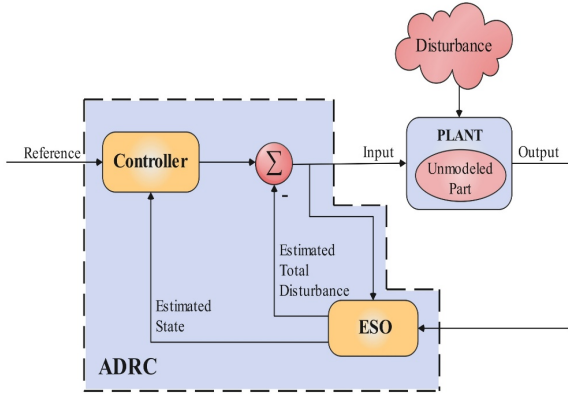 Disturbance
PLANT
Unmodeled
Part
Reference
Controller
Σ
-
Input
Output
Estimated
Total
Disturbance
Estimated
State
ESO
ADRC